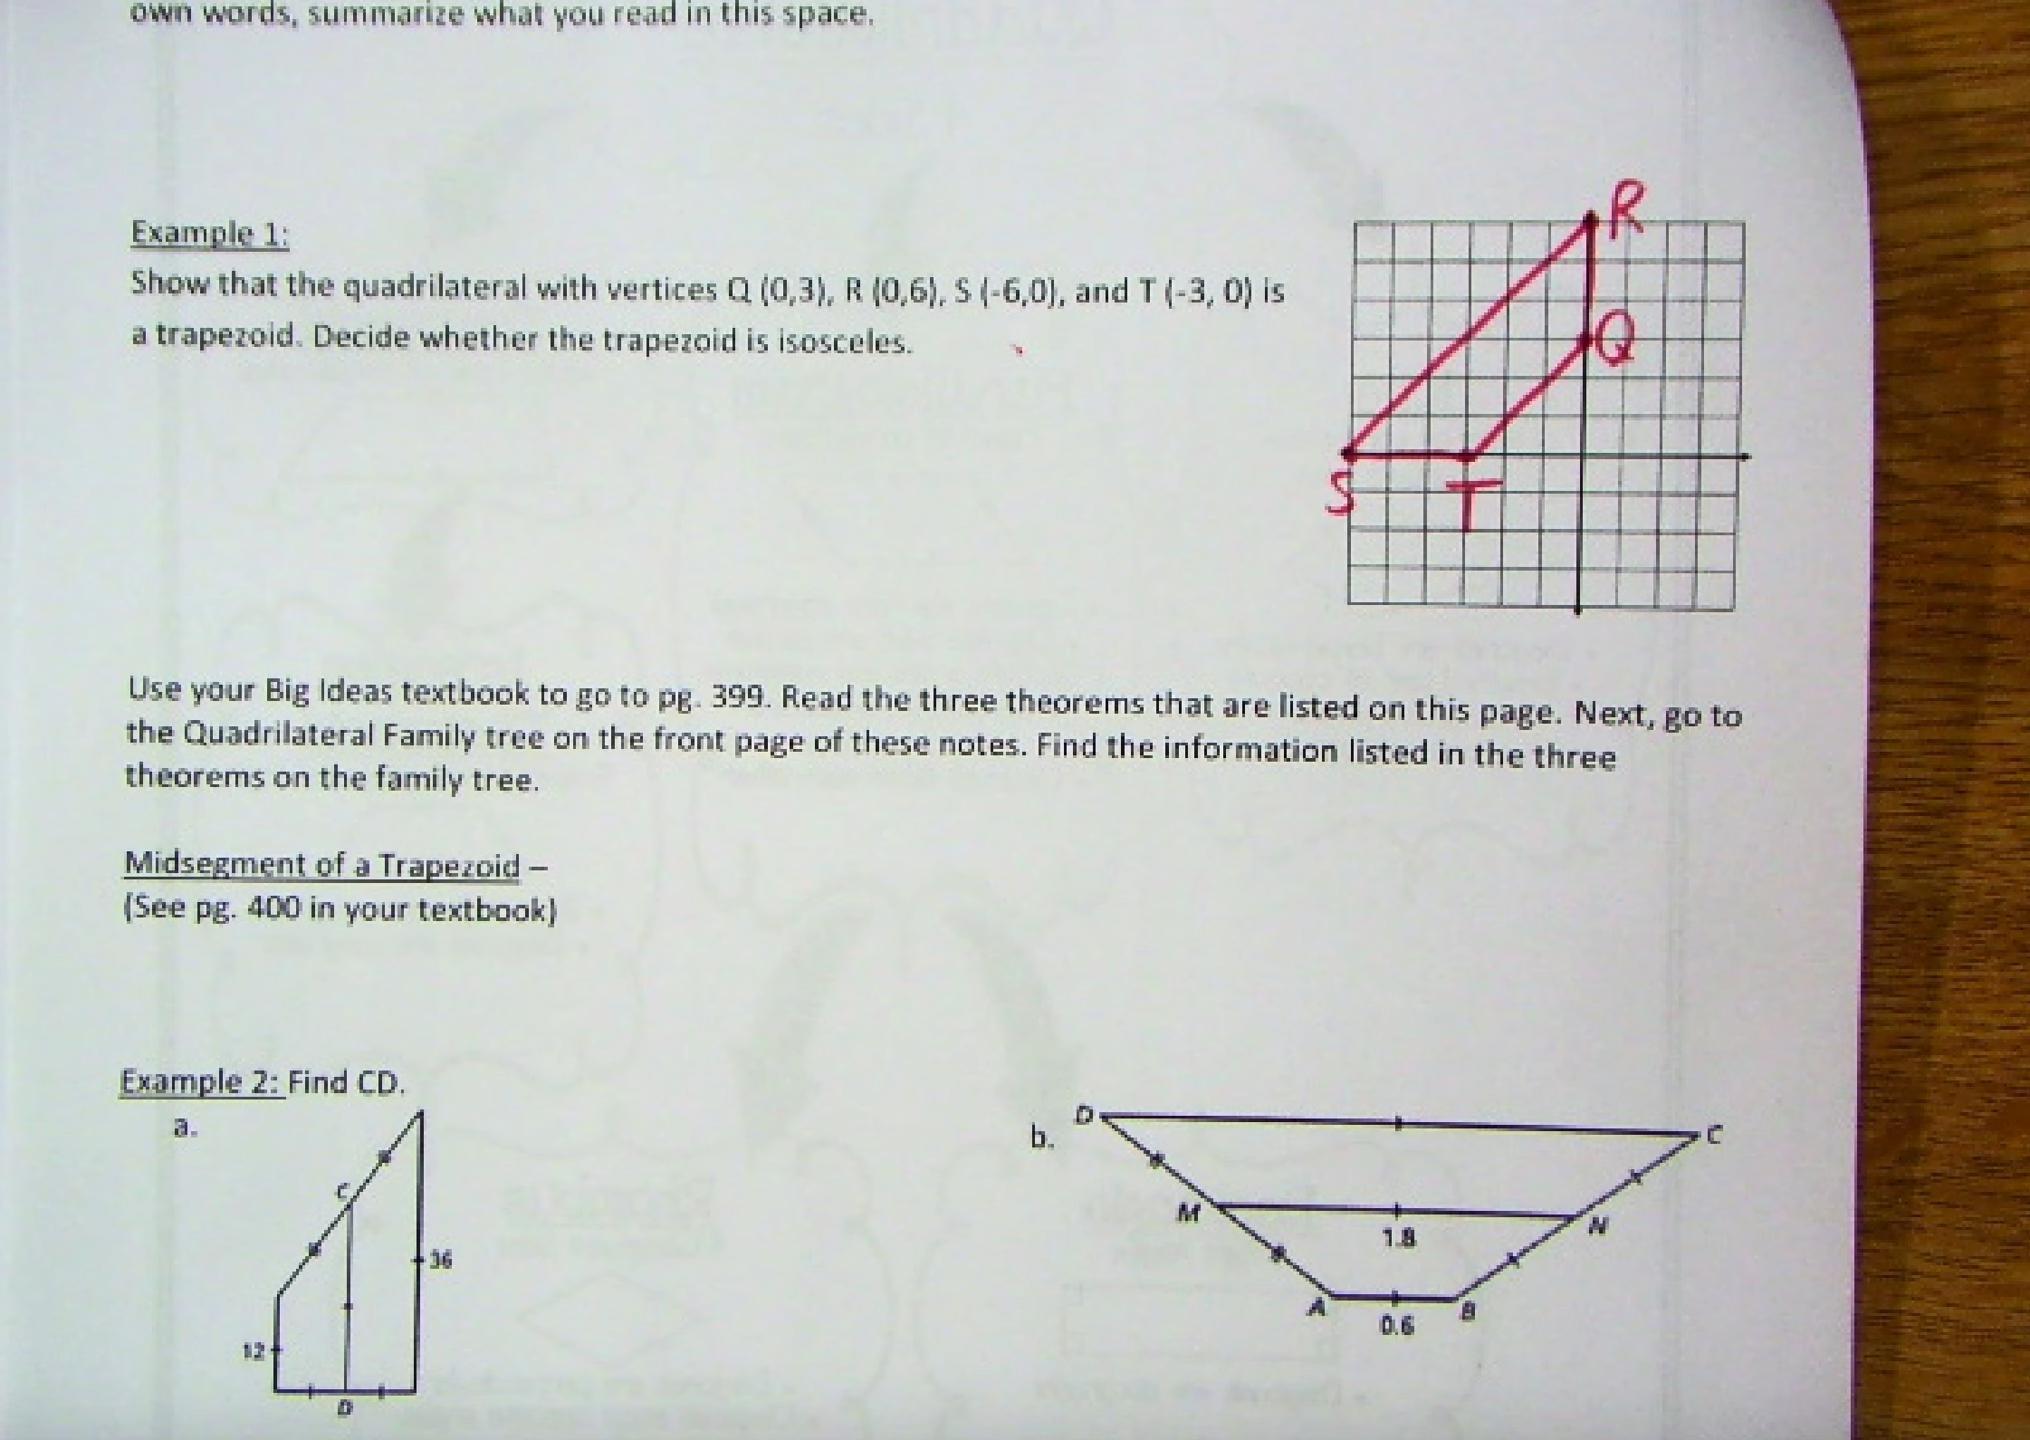 own words, summarize what you read in this space.
Example 1:
Show that the quadrilateral with vertices Q (0,3), R (0,6), S (-6,0), and T (-3, 0) is
a trapezoid. Decide whether the trapezoid is isosceles.
R
Q
S T
Use your Big Ideas textbook to go to pg. 399. Read the three theorems that are listed on this page. Next, go to
the Quadrilateral Family tree on the front page of these notes. Find the information listed in the three
theorems on the family tree.
Midsegment of a Trapezoid –
(See pg. 400 in your textbook)
Example 2: Find CD.
a.
C
36
12
D
b.
D C
M N
1.8
A B
0.6